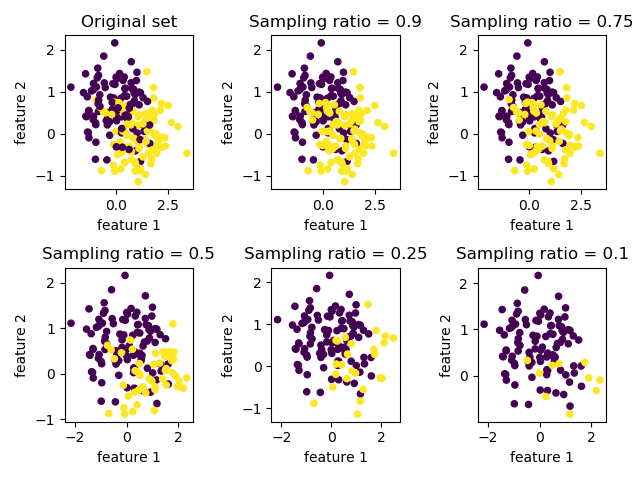 Original set
Sampling ratio = 0.9
Sampling ratio = 0.75
feature 2
2
1
0
−1
0.0
2.5
feature 1
feature 2
2
1
0
−1
0.0
2.5
feature 1
feature 2
2
1
0
−1
0.0
2.5
feature 1
Sampling ratio = 0.5
Sampling ratio = 0.25
Sampling ratio = 0.1
feature 2
2
1
0
−1
−2
0
2
feature 1
feature 2
2
1
0
−1
−2
0
2
feature 1
feature 2
2
1
0
−2
0
2
feature 1